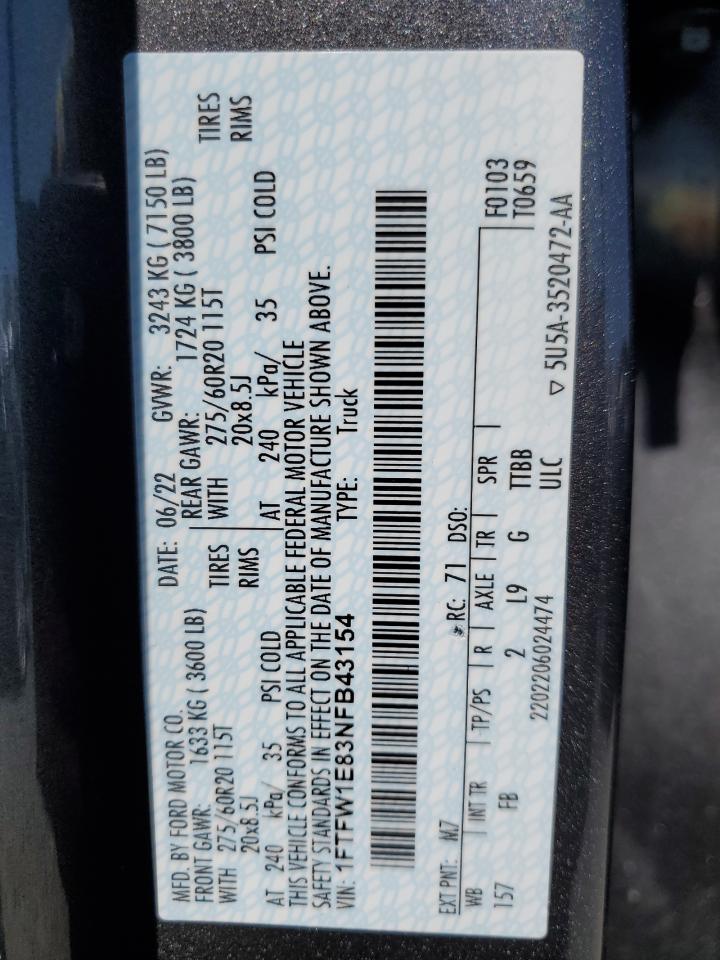 MFD. BY FORD MOTOR CO. DATE: 06/22 GVWR: 3243 KG ( 7150 LB)
FRONT GAWR: 1633 KG ( 3600 LB) REAR GAWR: 1724 KG ( 3800 LB)
WITH 275/60R20 115T TIRES WITH 275/60R20 115T TIRES
20x8.5J RIMS 20x8.5J RIMS
AT 240 kPa/ 35 PSI COLD AT 240 kPa/ 35 PSI COLD
THIS VEHICLE CONFORMS TO ALL APPLICABLE FEDERAL MOTOR VEHICLE
SAFETY STANDARDS IN EFFECT ON THE DATE OF MANUFACTURE SHOWN ABOVE.
VIN: 1FTFW1E83NFB43154 TYPE: Truck
EXT PNT: M7 RC: 71 DSO:
WB INT TR TP/PS R AXLE TR SPR F0103
157 FB 2 L9 G TTBB T0659
2202206024474 ULC
▽ 5U5A-3520472-AA